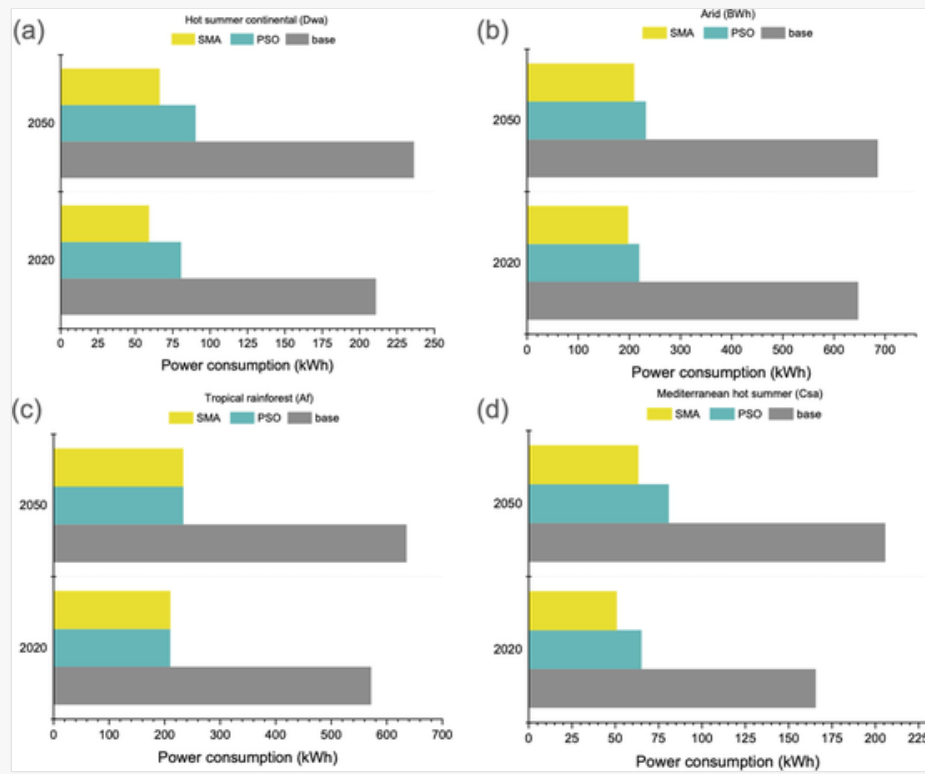 (a)
Hot summer continental (Dwa)
SMA PSO base
2050
2020
0 25 50 75 100 125 150 175 200 225 250
Power consumption (kWh)
(b)
Arid (BWh)
SMA PSO base
2050
2020
0 100 200 300 400 500 600 700
Power consumption (kWh)
(c)
Tropical rainforest (Af)
SMA PSO base
2050
2020
0 100 200 300 400 500 600 700
Power consumption (kWh)
(d)
Mediterranean hot summer (Csa)
SMA PSO base
2050
2020
0 25 50 75 100 125 150 175 200 225
Power consumption (kWh)